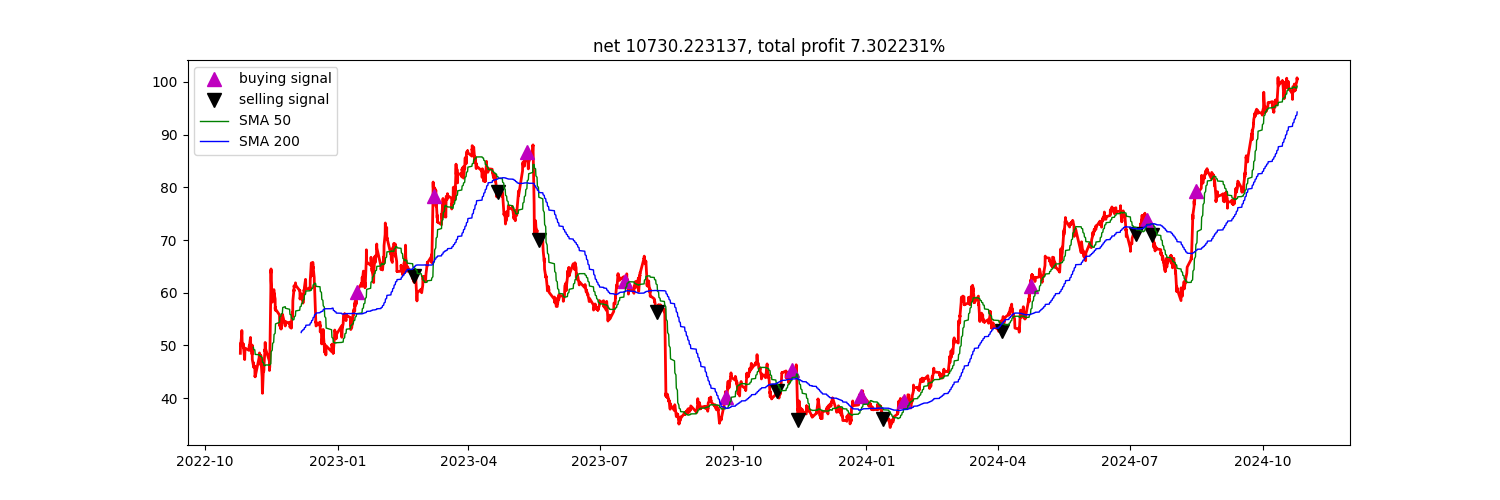 net 10730.223137, total profit 7.302231%
buying signal
selling signal
SMA 50
SMA 200
100
90
80
70
60
50
40
2022-10 2023-01 2023-04 2023-07 2023-10 2024-01 2024-04 2024-07 2024-10